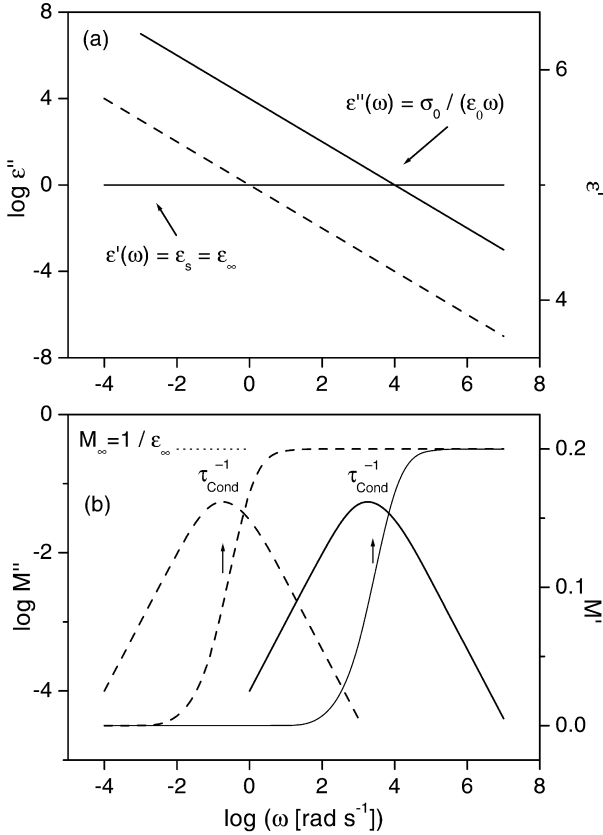 (a)
8
4
0
-4
-8
log ε''
6
4
ε'
ε''(ω) = σ₀ / (ε₀ω)
ε'(ω) = εₛ = ε∞
-4 -2 0 2 4 6 8
0
-2
-4
log M''
M∞=1 / ε∞
τCond⁻¹
τCond⁻¹
(b)
0.2
0.1
0.0
M'
-4 -2 0 2 4 6 8
log (ω [rad s⁻¹])